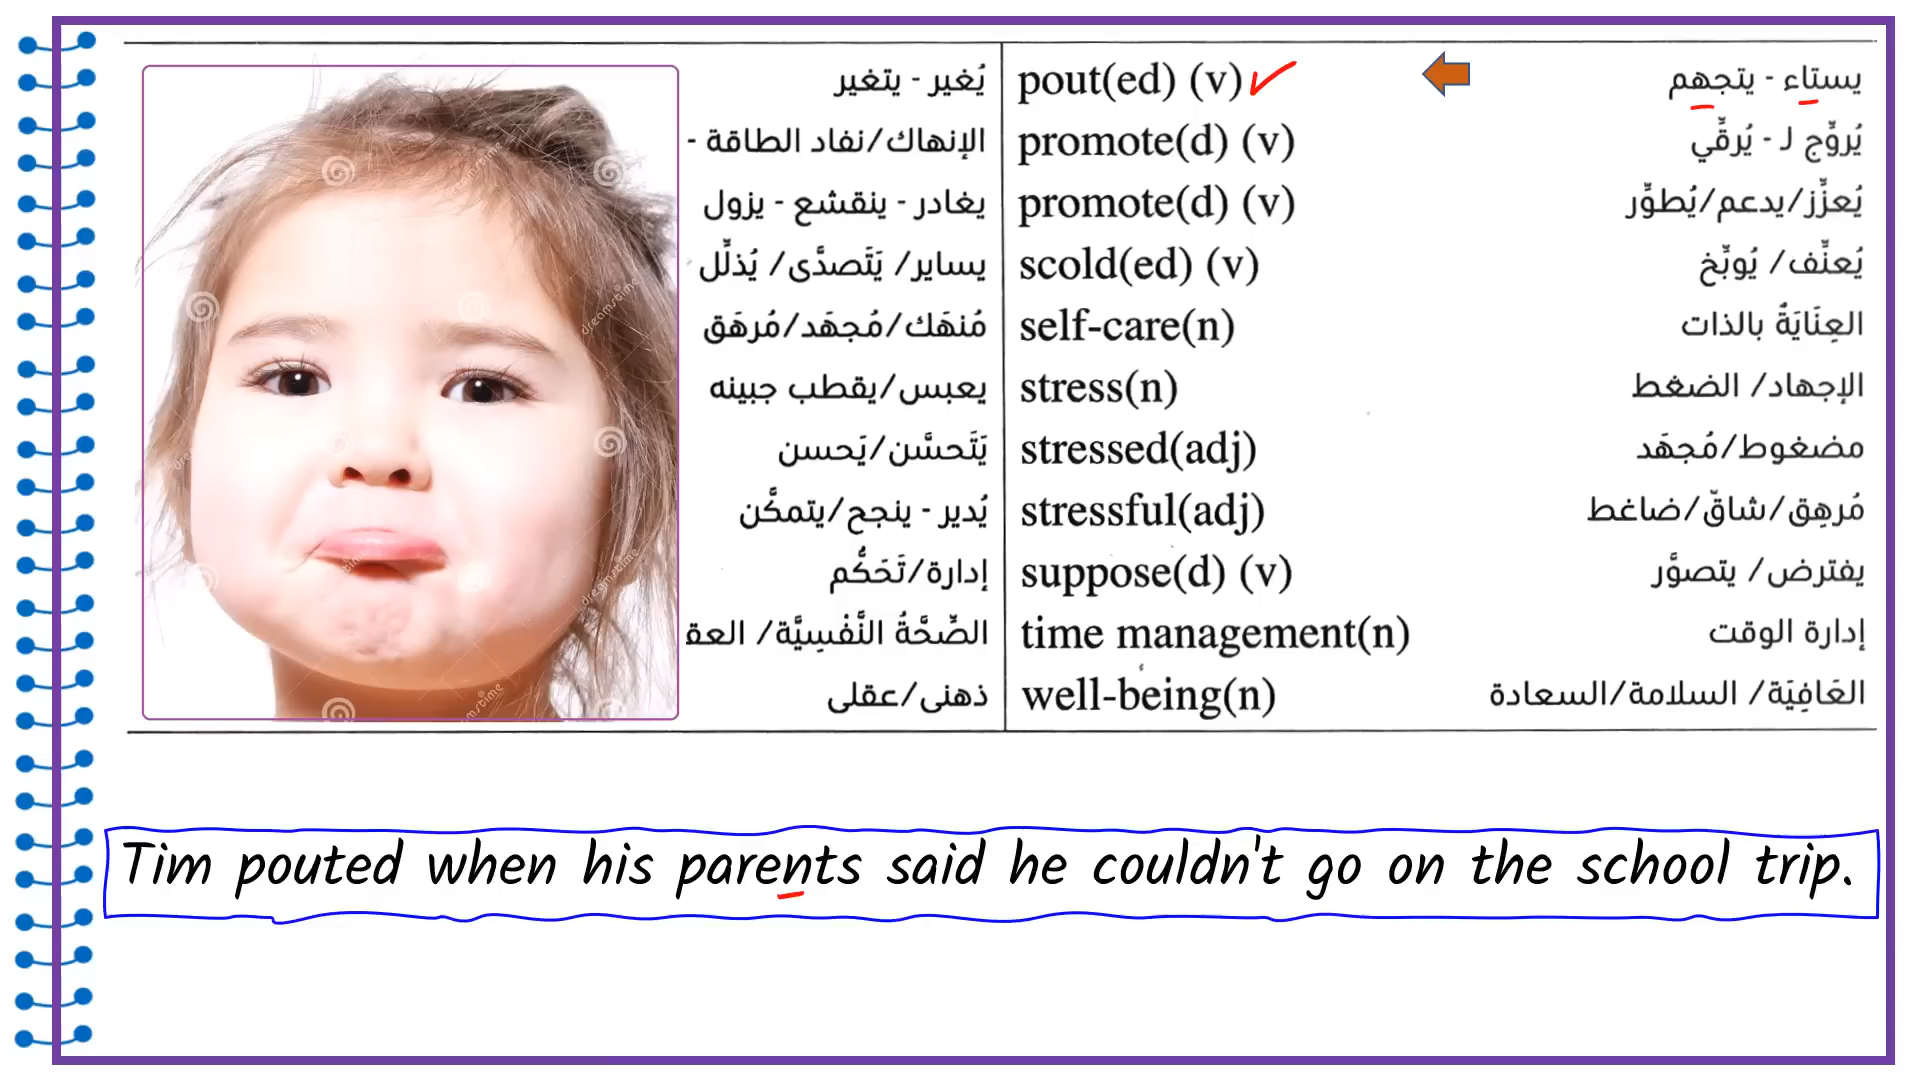 يُغير - يتغير pout(ed) (v) يستاء - يتجهم
الإنهاك/نفاد الطاقة - promote(d) (v) يُروِّج لـ - يُرقِّي
يغادر - ينقشع - يزول promote(d) (v) يُعزِّز/يدعم/يُطوِّر
يساير/ يَتَصدَّى/ يُذلِّل scold(ed) (v) يُعنِّف/ يُوبِّخ
مُنهَك/مُجهَد/مُرهَق self-care(n) العِنَايَةٌ بالذات
يعبس/يقطب جبينه stress(n) الإجهاد/ الضغط
يَتَحسَّن/يَحسن stressed(adj) مضغوط/مُجهَد
يُدير - ينجح/يتمكَّن stressful(adj) مُرهِق/شاقّ/ضاغط
إدارة/تَحَكُّم suppose(d) (v) يفترض/ يتصوَّر
الصِّحَّةُ النَّفْسِيَّة/ العق time management(n) إدارة الوقت
ذهنى/عقلى well-being(n) العَافِيَة/ السلامة/السعادة
Tim pouted when his parents said he couldn't go on the school trip.